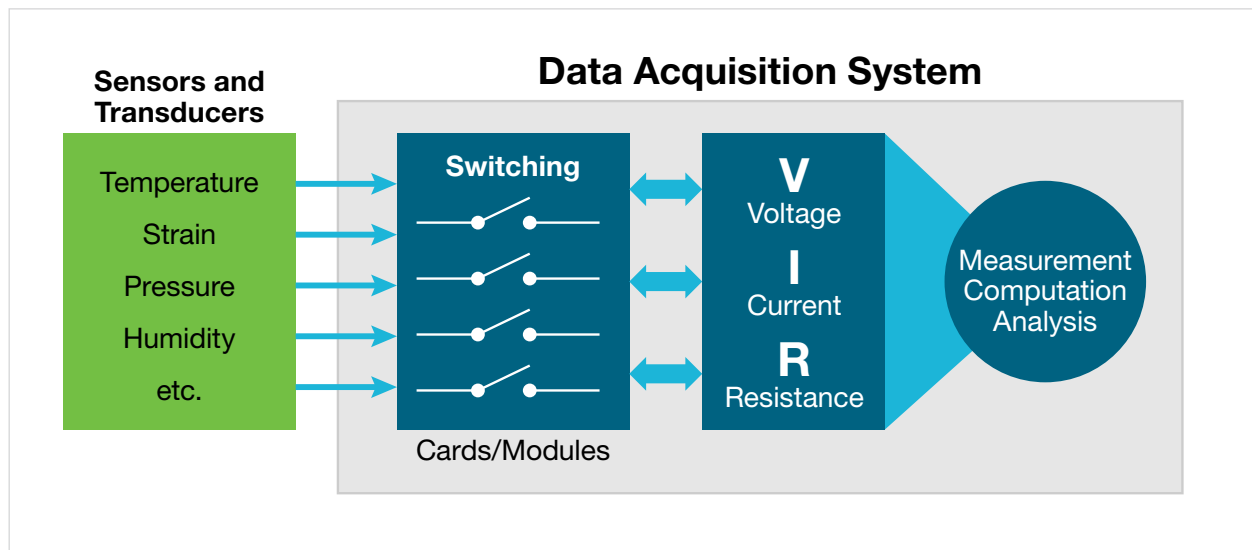 Sensors and
Transducers
Data Acquisition System
Temperature
Strain
Pressure
Humidity
etc.
Switching
Cards/Modules
V
Voltage
I
Current
R
Resistance
Measurement
Computation
Analysis